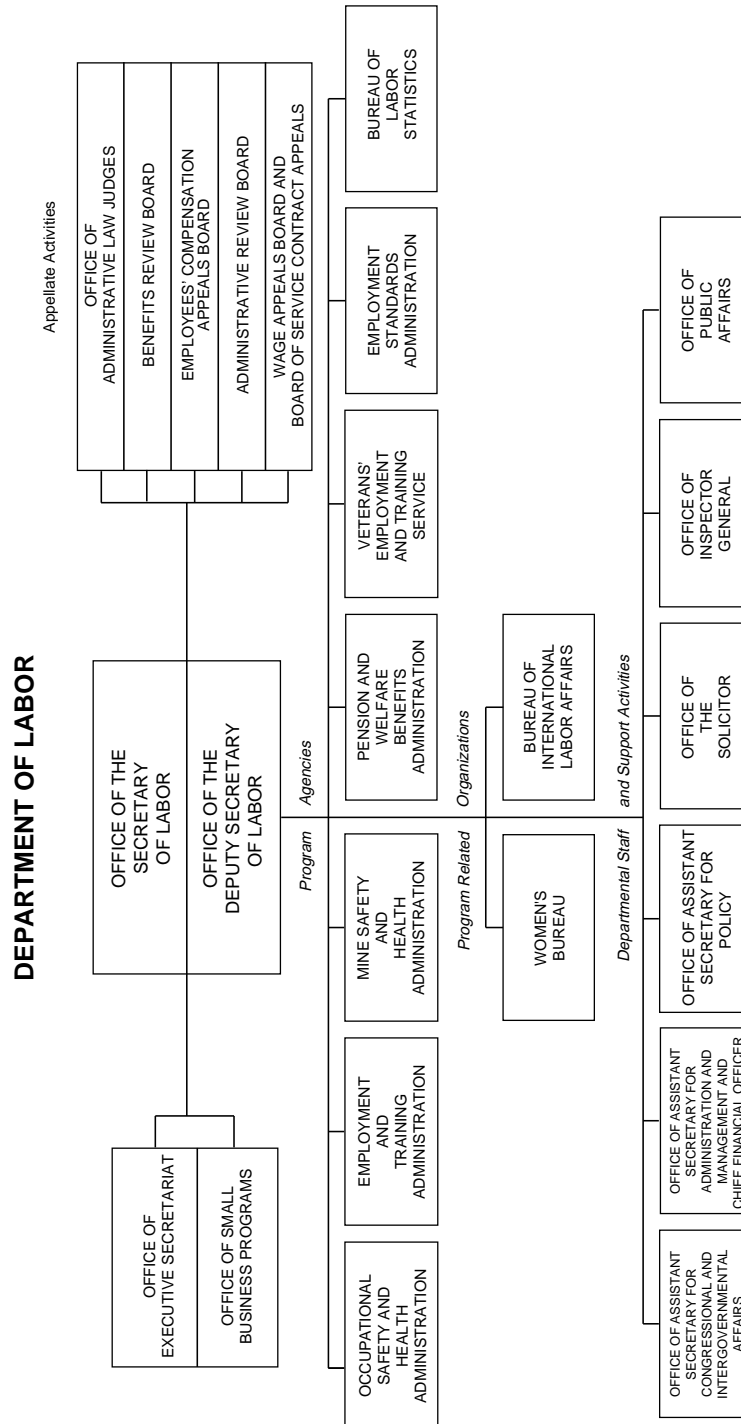 DEPARTMENT OF LABOR
OFFICE OF
EXECUTIVE SECRETARIAT
OFFICE OF SMALL
BUSINESS PROGRAMS
OFFICE OF THE
SECRETARY
OF LABOR
OFFICE OF THE
DEPUTY SECRETARY
OF LABOR
Appellate Activities
OFFICE OF
ADMINISTRATIVE LAW JUDGES
BENEFITS REVIEW BOARD
EMPLOYEES' COMPENSATION
APPEALS BOARD
ADMINISTRATIVE REVIEW BOARD
WAGE APPEALS BOARD AND
BOARD OF SERVICE CONTRACT APPEALS
Program Agencies
OCCUPATIONAL
SAFETY AND
HEALTH
ADMINISTRATION
EMPLOYMENT
AND
TRAINING
ADMINISTRATION
MINE SAFETY
AND
HEALTH
ADMINISTRATION
PENSION AND
WELFARE
BENEFITS
ADMINISTRATION
VETERANS'
EMPLOYMENT
AND TRAINING
SERVICE
EMPLOYMENT
STANDARDS
ADMINISTRATION
BUREAU OF
LABOR
STATISTICS
Program Related Organizations
WOMEN'S
BUREAU
BUREAU OF
INTERNATIONAL
LABOR AFFAIRS
Departmental Staff and Support Activities
OFFICE OF ASSISTANT
SECRETARY FOR
CONGRESSIONAL AND
INTERGOVERNMENTAL
AFFAIRS
OFFICE OF ASSISTANT
SECRETARY FOR
ADMINISTRATION AND
MANAGEMENT AND
CHIEF FINANCIAL OFFICER
OFFICE OF ASSISTANT
SECRETARY FOR
POLICY
OFFICE OF
THE
SOLICITOR
OFFICE OF
INSPECTOR
GENERAL
OFFICE OF
PUBLIC
AFFAIRS